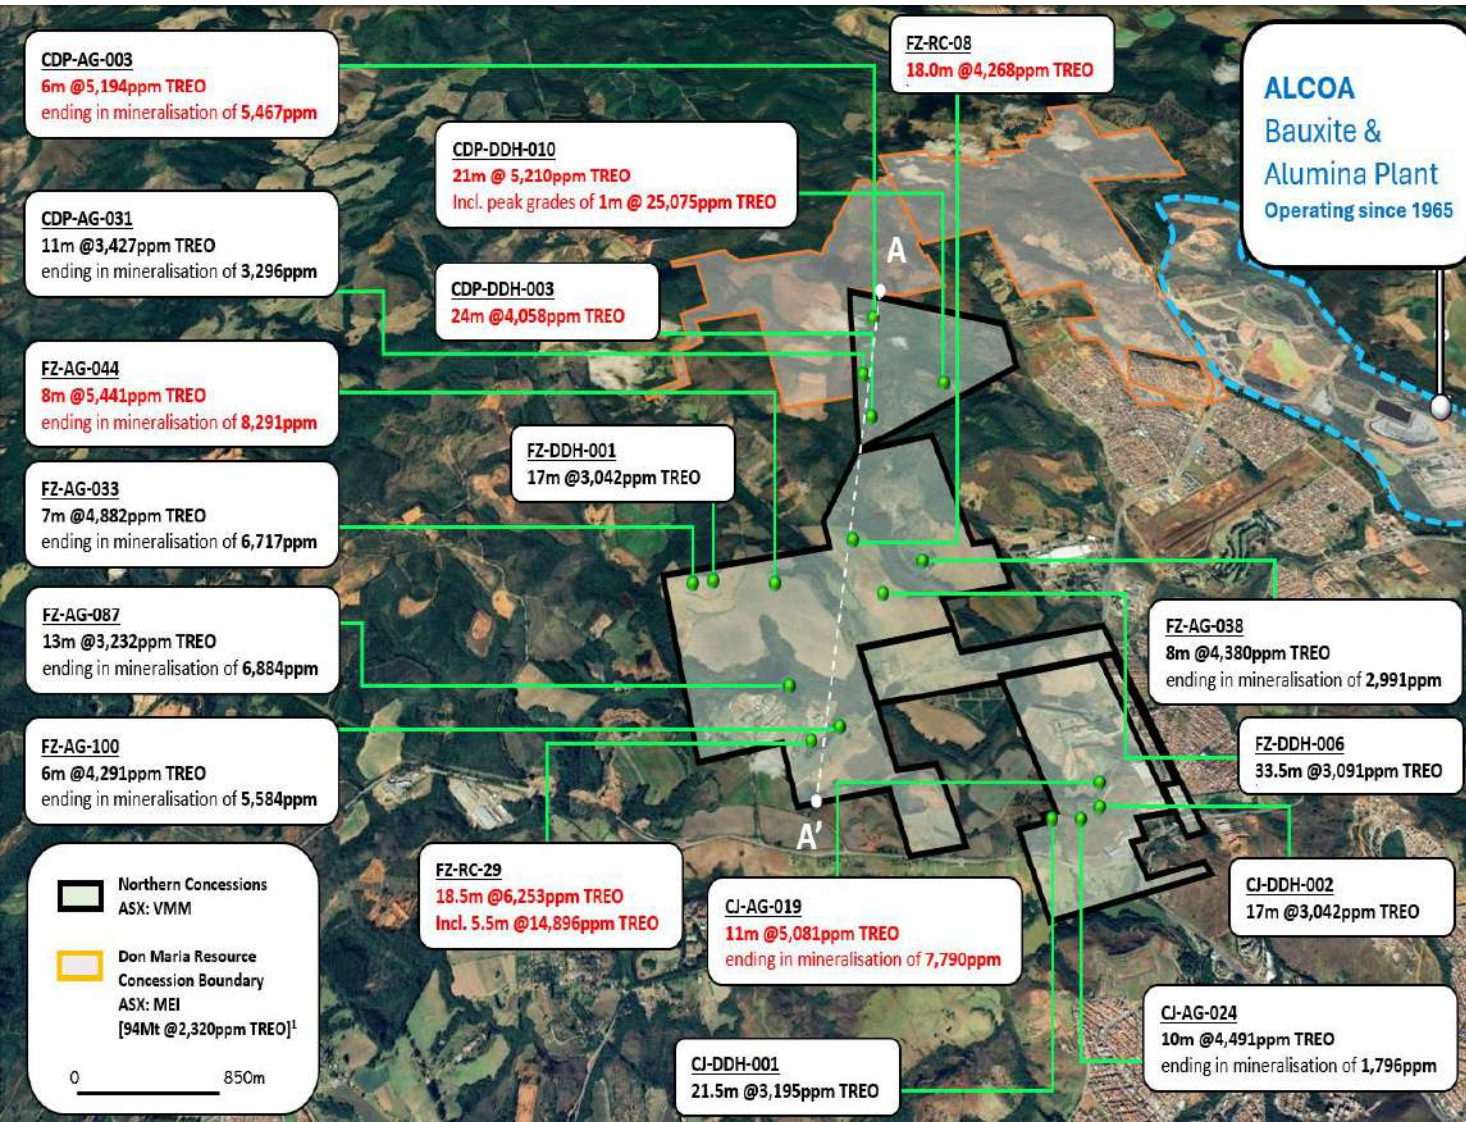 CDP-AG-003
6m @5,194ppm TREO
ending in mineralisation of 5,467ppm
FZ-RC-08
18.0m @4,268ppm TREO
ALCOA
Bauxite &
Alumina Plant
Operating since 1965
CDP-DDH-010
21m @ 5,210ppm TREO
Incl. peak grades of 1m @ 25,075ppm TREO
CDP-AG-031
11m @3,427ppm TREO
ending in mineralisation of 3,296ppm
A
CDP-DDH-003
24m @4,058ppm TREO
FZ-AG-044
8m @5,441ppm TREO
ending in mineralisation of 8,291ppm
FZ-DDH-001
17m @3,042ppm TREO
FZ-AG-033
7m @4,882ppm TREO
ending in mineralisation of 6,717ppm
FZ-AG-087
13m @3,232ppm TREO
ending in mineralisation of 6,884ppm
FZ-AG-038
8m @4,380ppm TREO
ending in mineralisation of 2,991ppm
FZ-AG-100
6m @4,291ppm TREO
ending in mineralisation of 5,584ppm
FZ-DDH-006
33.5m @3,091ppm TREO
A’
FZ-RC-29
18.5m @6,253ppm TREO
Incl. 5.5m @14,896ppm TREO
CJ-AG-019
11m @5,081ppm TREO
ending in mineralisation of 7,790ppm
CJ-DDH-002
17m @3,042ppm TREO
Northern Concessions
ASX: VMM
Don Maria Resource
Concession Boundary
ASX: MEI
[94Mt @2,320ppm TREO]¹
0 850m
CJ-AG-024
10m @4,491ppm TREO
ending in mineralisation of 1,796ppm
CJ-DDH-001
21.5m @3,195ppm TREO